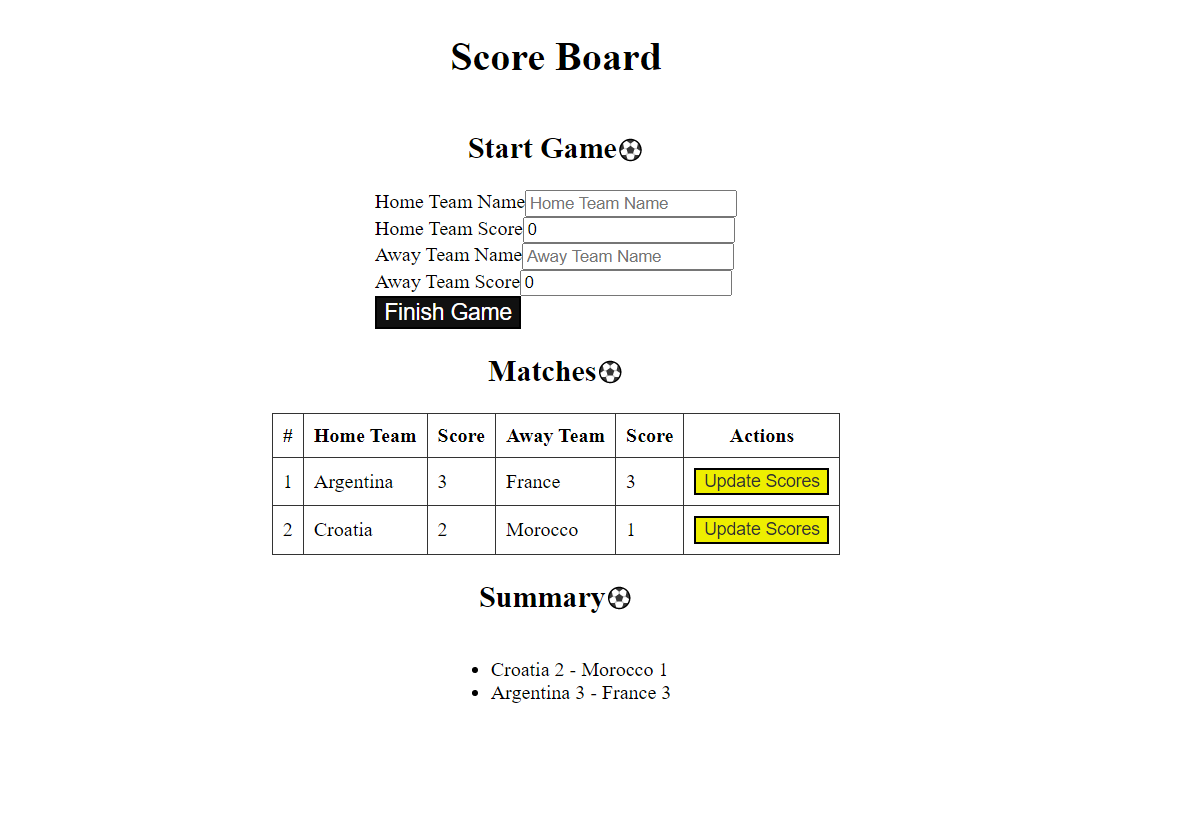 Score Board
Start Game⚽
Home Team Name Home Team Name
Home Team Score 0
Away Team Name Away Team Name
Away Team Score 0
Finish Game
Matches⚽
# Home Team Score Away Team Score Actions
1 Argentina 3 France 3 Update Scores
2 Croatia 2 Morocco 1 Update Scores
Summary⚽
• Croatia 2 - Morocco 1
• Argentina 3 - France 3